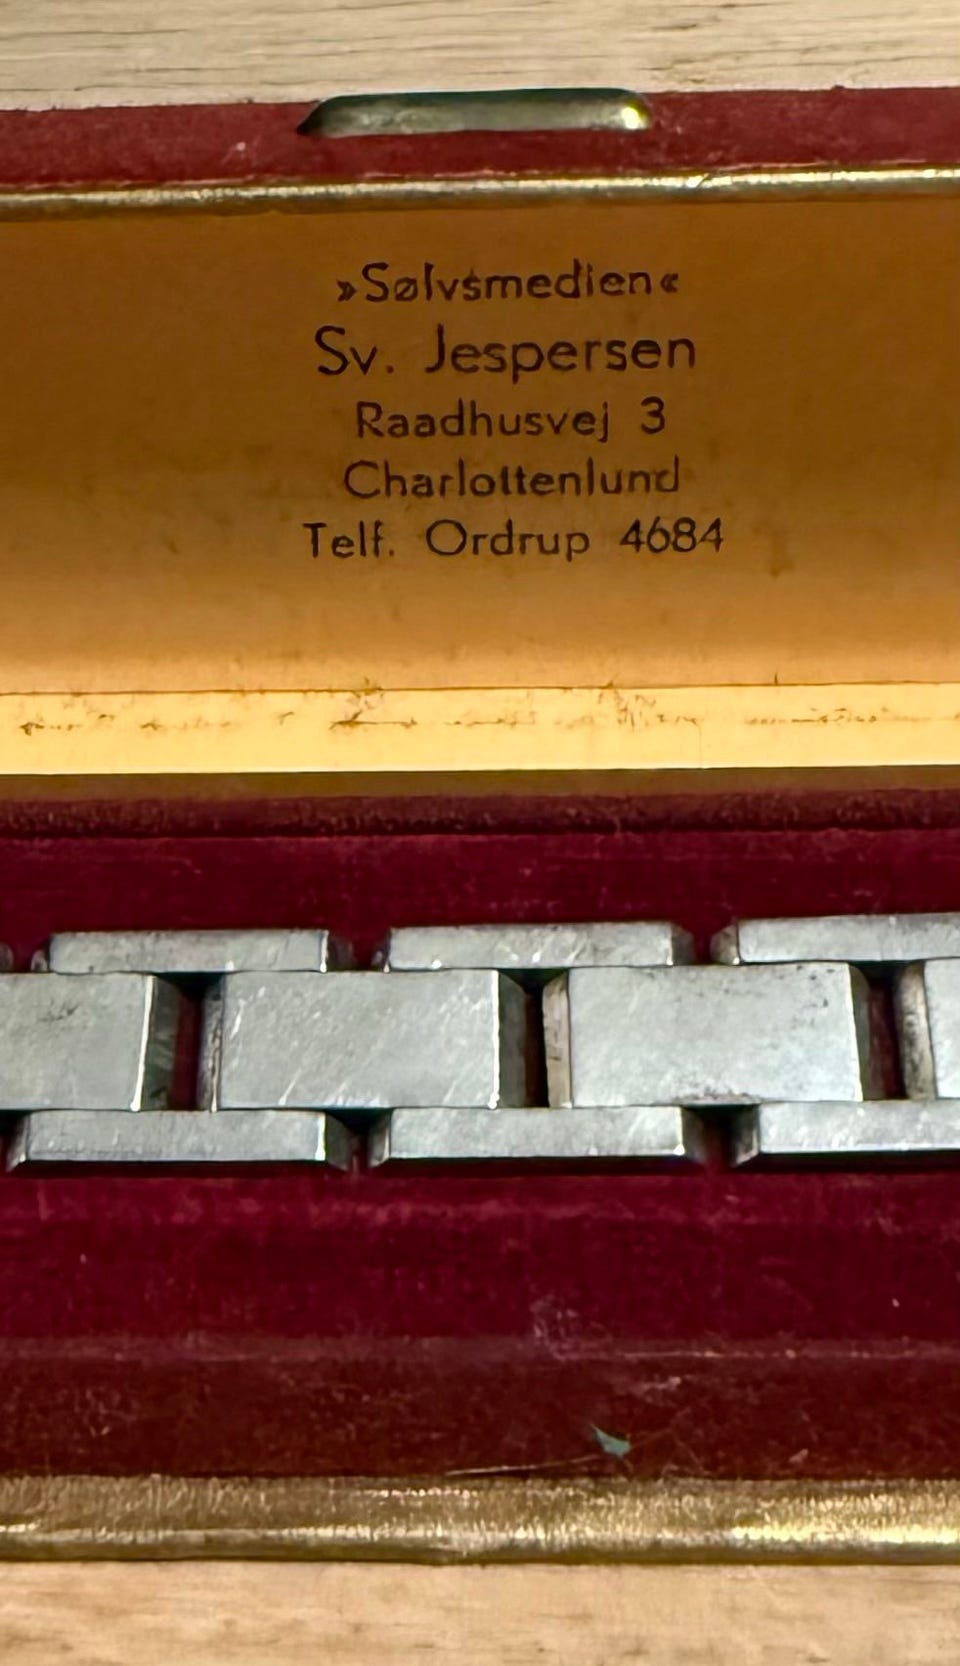 »Sølvsmedien«
Sv. Jespersen
Raadhusvej 3
Charlottenlund
Telf. Ordrup 4684